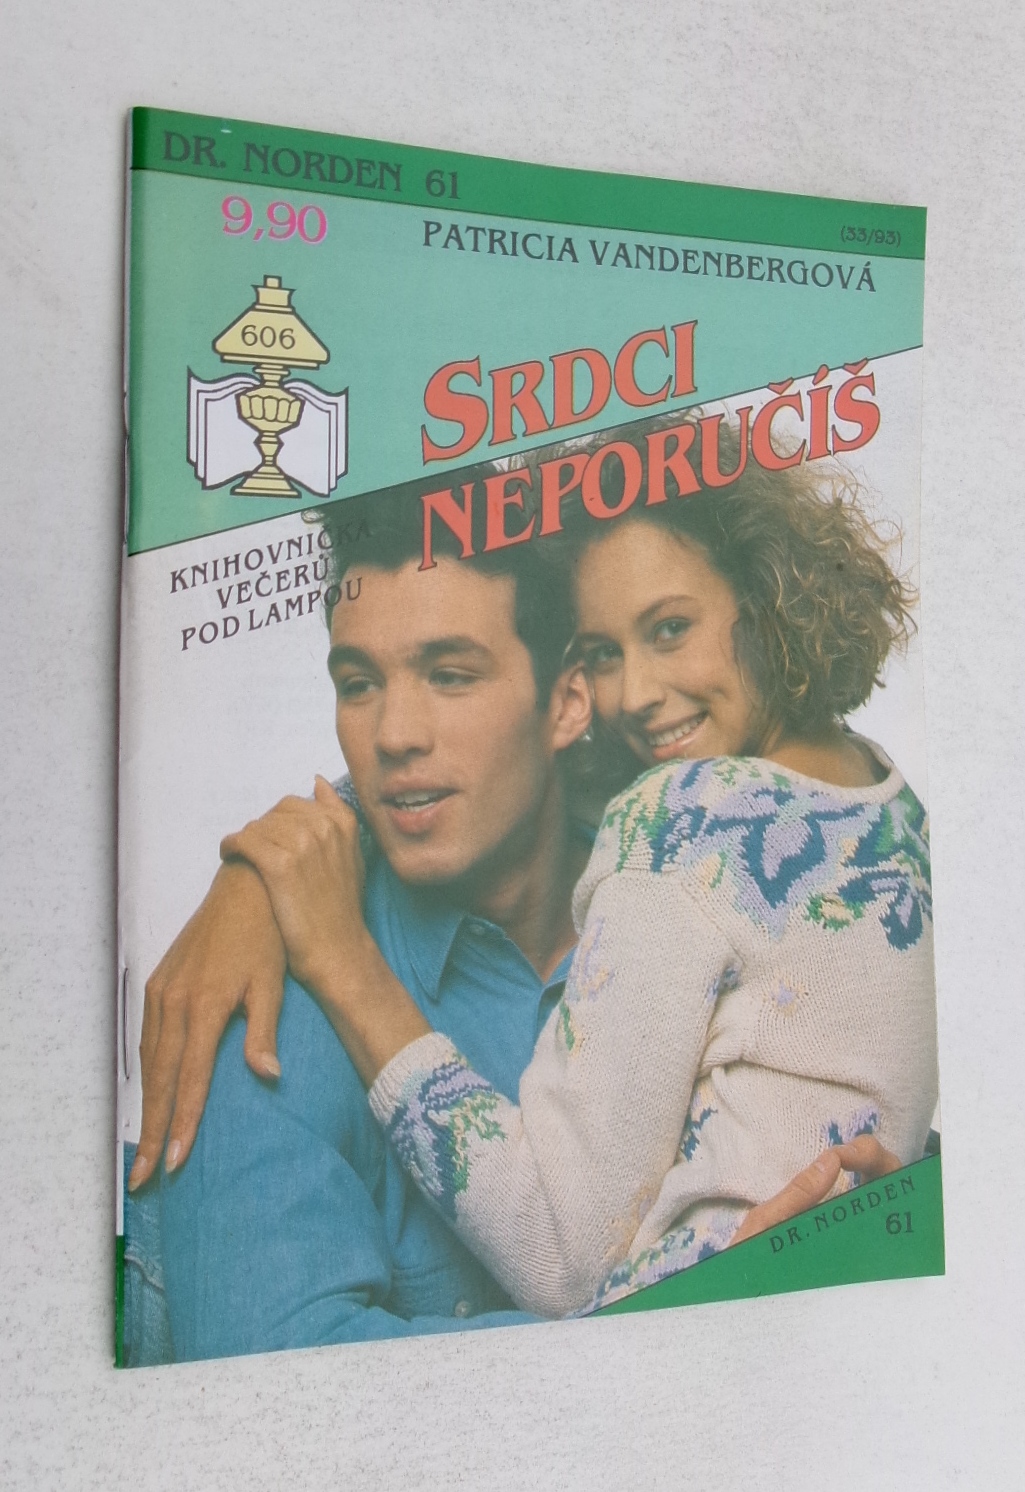 DR. NORDEN 61
9,90
(33/93)
PATRICIA VANDENBERGOVÁ
606
SRDCI
NEPORUČÍŠ
KNIHOVNIČKA
VEČERŮ
POD LAMPOU
DR. NORDEN
61